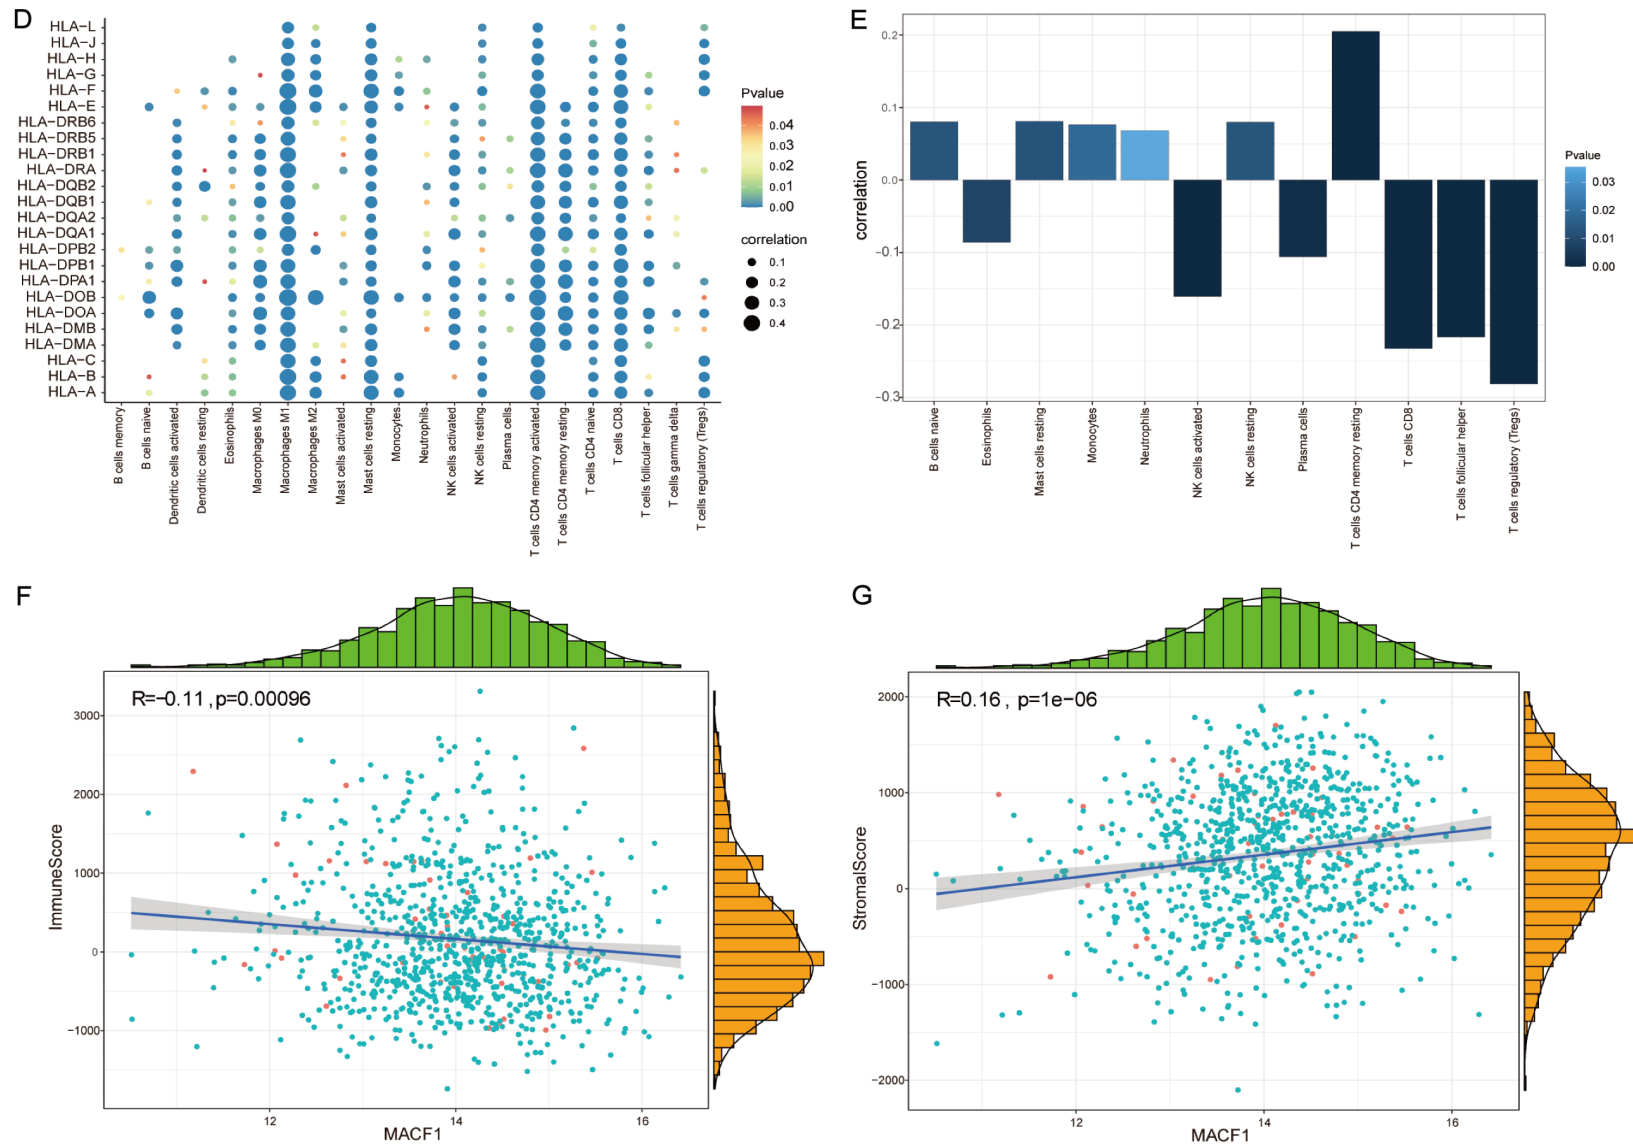 D
HLA−L
HLA−J
HLA−H
HLA−G
HLA−F
HLA−E
HLA−DRB6
HLA−DRB5
HLA−DRB1
HLA−DRA
HLA−DQB2
HLA−DQB1
HLA−DQA2
HLA−DQA1
HLA−DPB2
HLA−DPB1
HLA−DPA1
HLA−DOB
HLA−DOA
HLA−DMB
HLA−DMA
HLA−C
HLA−B
HLA−A
B cells memory
B cells naive
Dendritic cells activated
Dendritic cells resting
Eosinophils
Macrophages M0
Macrophages M1
Macrophages M2
Mast cells activated
Mast cells resting
Monocytes
Neutrophils
NK cells activated
NK cells resting
Plasma cells
T cells CD4 memory activated
T cells CD4 memory resting
T cells CD4 naive
T cells CD8
T cells follicular helper
T cells gamma delta
T cells regulatory (Tregs)
Pvalue
0.04
0.03
0.02
0.01
0.00
correlation
0.1
0.2
0.3
0.4
E
correlation
0.2
0.1
0.0
−0.1
−0.2
−0.3
B cells naive
Eosinophils
Mast cells resting
Monocytes
Neutrophils
NK cells activated
NK cells resting
Plasma cells
T cells CD4 memory resting
T cells CD8
T cells follicular helper
T cells regulatory (Tregs)
Pvalue
0.03
0.02
0.01
0.00
F
R=−0.11 , p=0.00096
ImmuneScore
3000
2000
1000
0
−1000
12
14
16
MACF1
G
R=0.16 , p=1e−06
StromalScore
2000
1000
0
−1000
−2000
12
14
16
MACF1